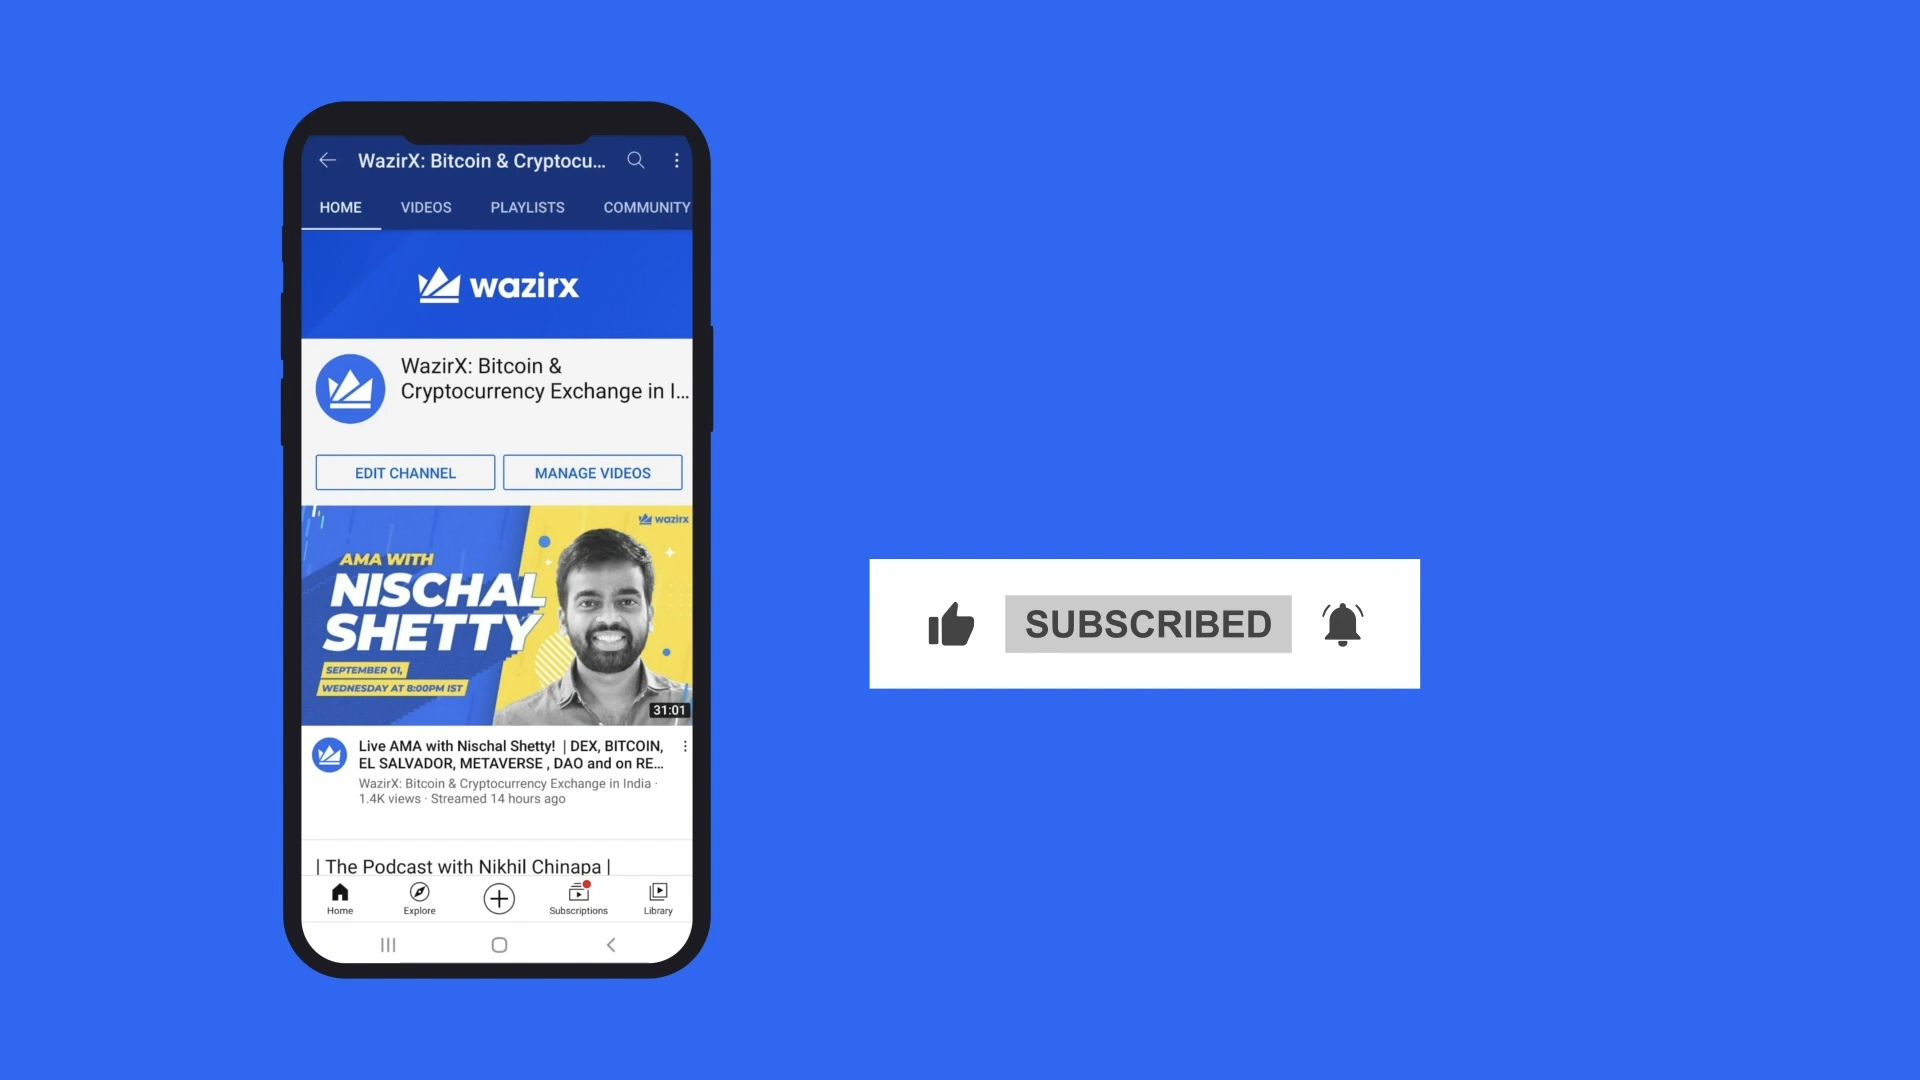 WazirX: Bitcoin & Cryptocu...
HOME VIDEOS PLAYLISTS COMMUNITY
wazirx
WazirX: Bitcoin &
Cryptocurrency Exchange in I...
EDIT CHANNEL MANAGE VIDEOS
wazirx
AMA WITH
NISCHAL
SHETTY
SEPTEMBER 01,
WEDNESDAY AT 8:00PM IST
31:01
Live AMA with Nischal Shetty! | DEX, BITCOIN,
EL SALVADOR, METAVERSE , DAO and on RE...
WazirX: Bitcoin & Cryptocurrency Exchange in India ·
1.4K views · Streamed 14 hours ago
| The Podcast with Nikhil Chinapa |
Home Explore Subscriptions Library
SUBSCRIBED